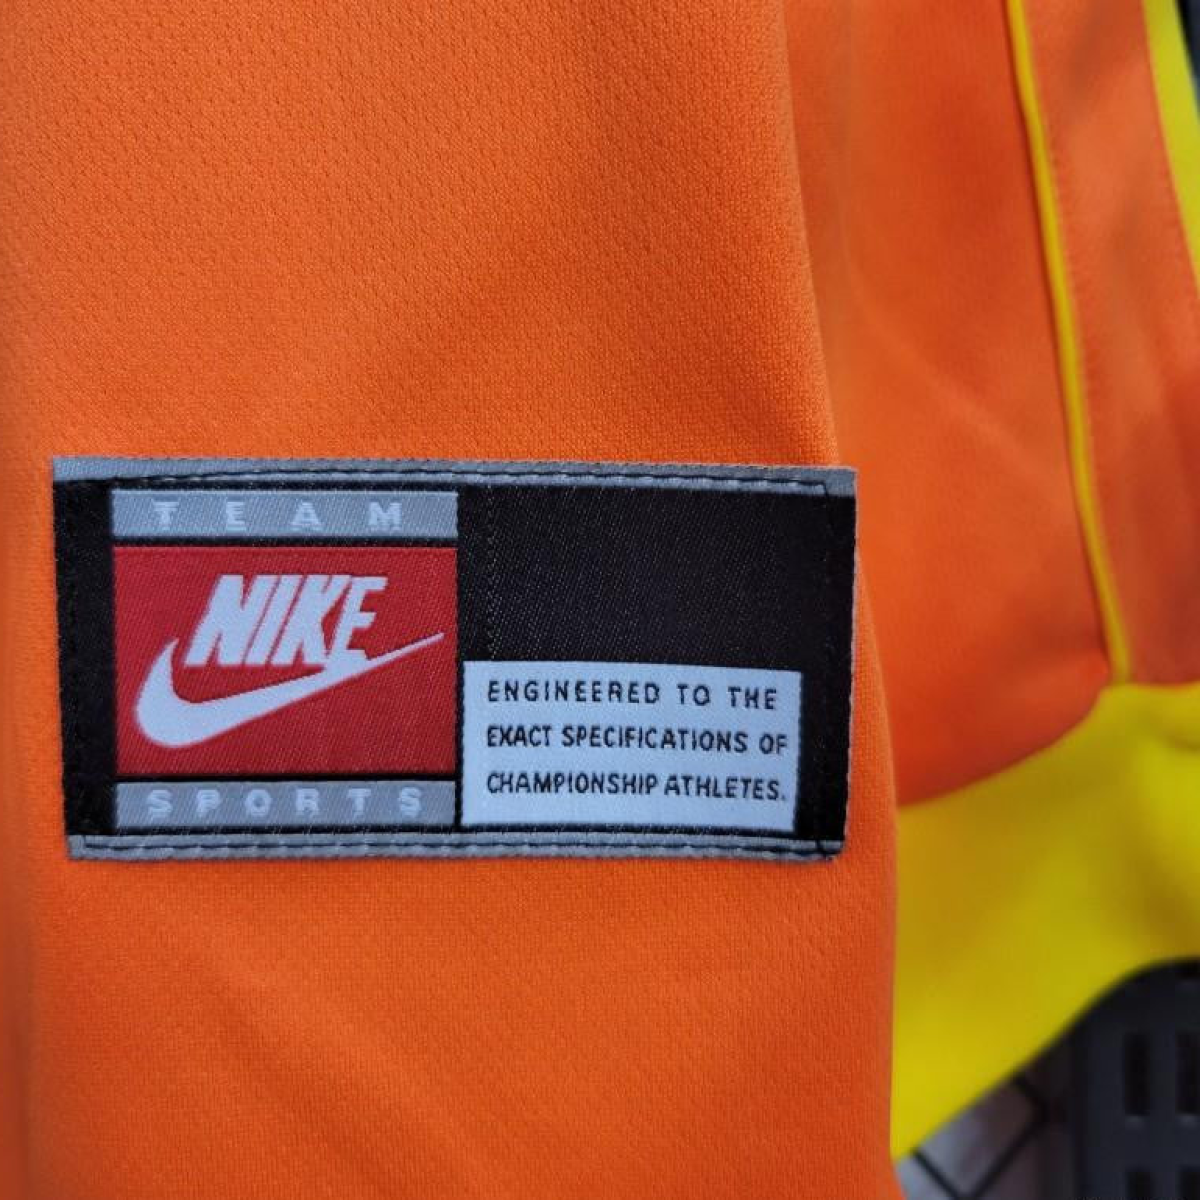 TEAM
NIKE
SPORTS
ENGINEERED TO THE
EXACT SPECIFICATIONS OF
CHAMPIONSHIP ATHLETES.